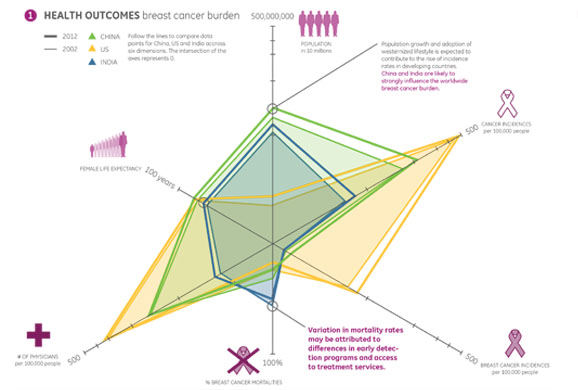 1 HEALTH OUTCOMES breast cancer burden
2012
2002
CHINA
US
INDIA
Follow the lines to compare data
points for China, US and India accross
six dimensions. The intersection of the
axes represents 0.
500,000,000
POPULATION
in 10 millions
Population growth and adoption of
westernized lifestyle is expected to
contribute to the rise of incidence
rates in developing countries.
China and India are likely to
strongly influence the worldwide
breast cancer burden.
CANCER INCIDENCES
per 100,000 people
500
FEMALE LIFE EXPECTANCY
100 years
# OF PHYSICIANS
per 100,000 people
500
100%
% BREAST CANCER MORTALITIES
Variation in mortality rates
may be attributed to
differences in early detec-
tion programs and access
to treatment services.
500
BREAST CANCER INCIDENCES
per 100,000 people